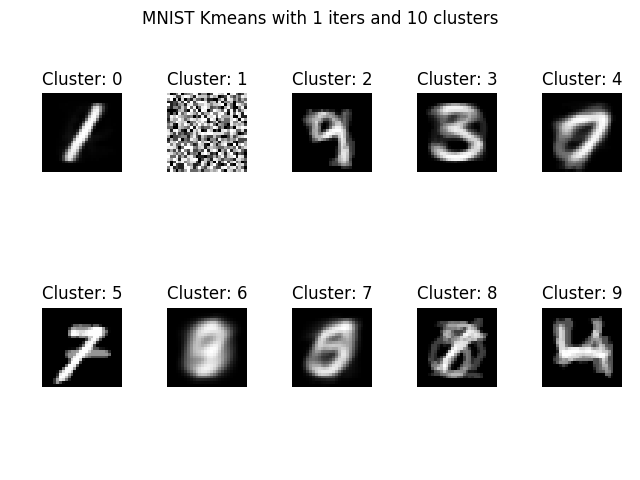 MNIST Kmeans with 1 iters and 10 clusters
Cluster: 0 Cluster: 1 Cluster: 2 Cluster: 3 Cluster: 4
Cluster: 5 Cluster: 6 Cluster: 7 Cluster: 8 Cluster: 9